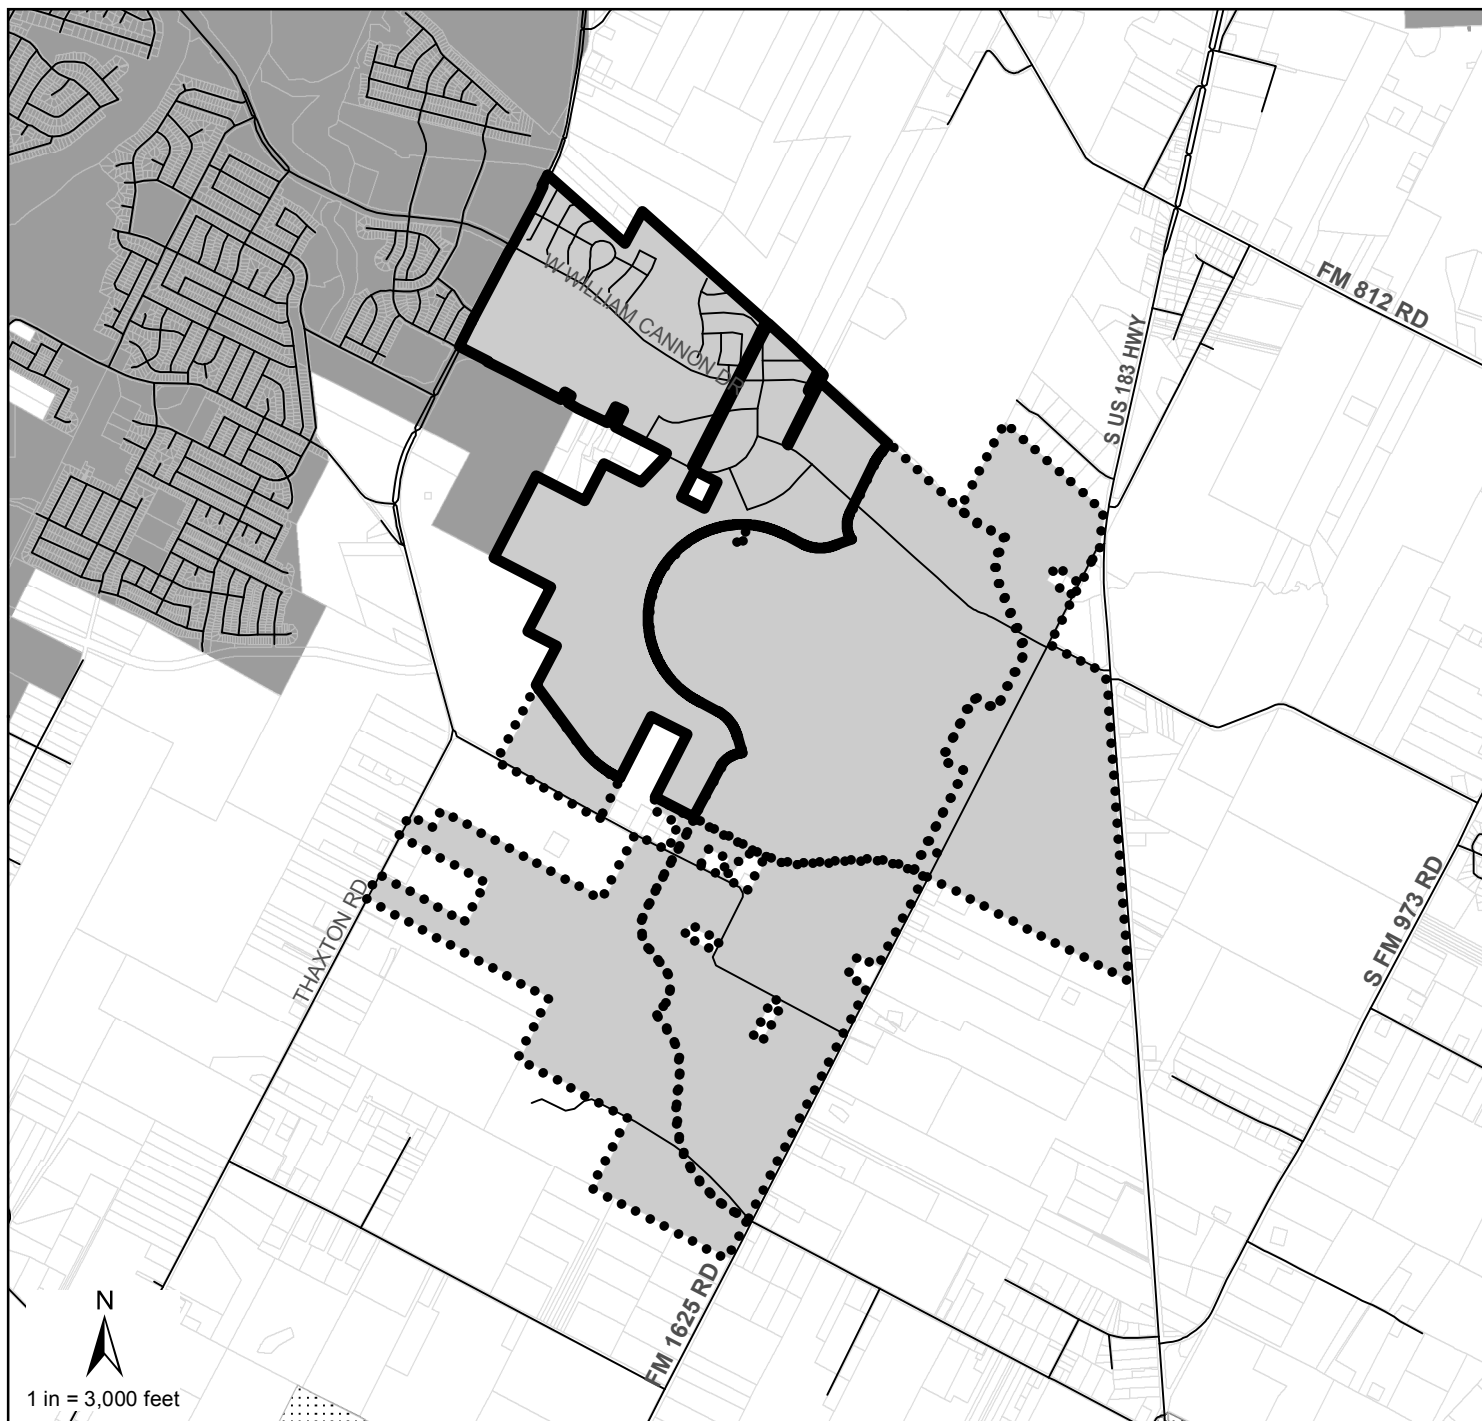 FM 812 RD
W WILLIAM CANNON DR
S US 183 HWY
S FM 973 RD
THAXTON RD
FM 1625 RD
N
1 in = 3,000 feet